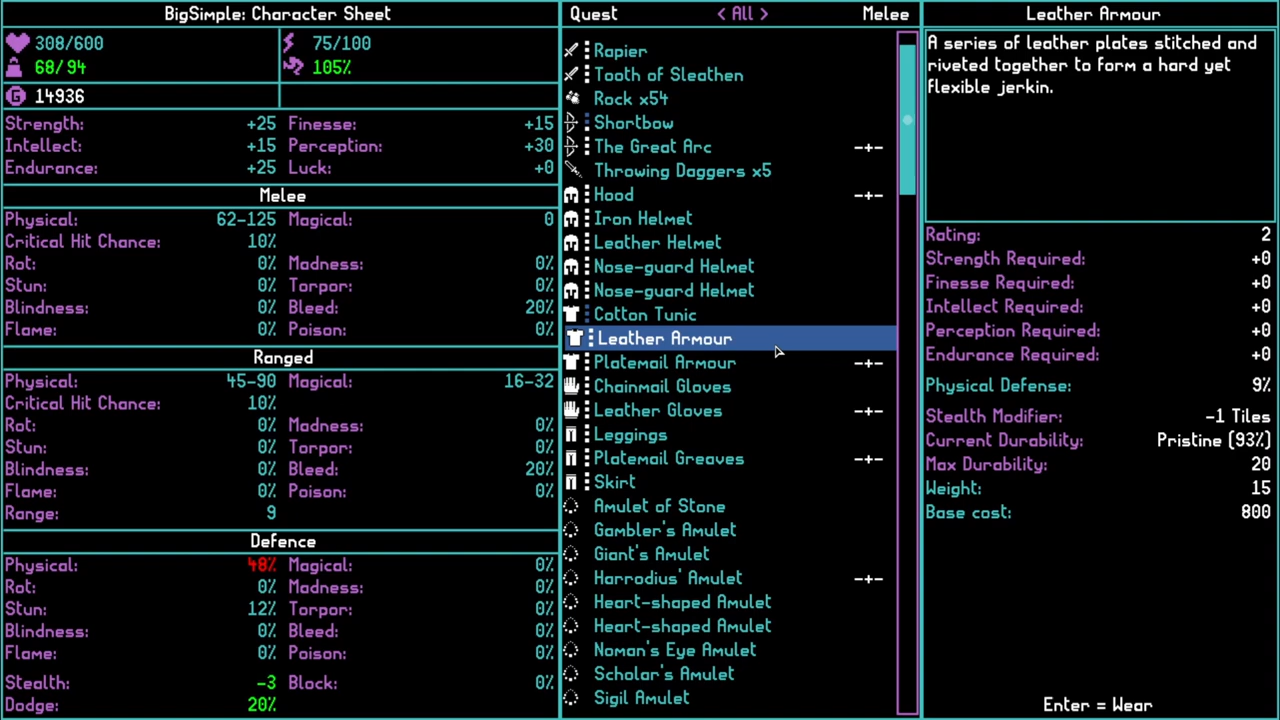 BigSimple: Character Sheet
308/600 75/100
68/94 105%
G 14936
Strength: +25 Finesse: +15
Intellect: +15 Perception: +30
Endurance: +25 Luck: +0
Melee
Physical: 62-125 Magical: 0
Critical Hit Chance: 10%
Rot: 0% Madness: 0%
Stun: 0% Torpor: 0%
Blindness: 0% Bleed: 20%
Flame: 0% Poison: 0%
Ranged
Physical: 45-90 Magical: 16-32
Critical Hit Chance: 10%
Rot: 0% Madness: 0%
Stun: 0% Torpor: 0%
Blindness: 0% Bleed: 20%
Flame: 0% Poison: 0%
Range: 9
Defence
Physical: 48% Magical: 0%
Rot: 0% Madness: 0%
Stun: 12% Torpor: 0%
Blindness: 0% Bleed: 0%
Flame: 0% Poison: 0%
Stealth: -3 Block: 0%
Dodge: 20%
Quest < All > Melee
Rapier
Tooth of Sleathen
Rock x54
Shortbow
The Great Arc -+-
Throwing Daggers x5
Hood -+-
Iron Helmet
Leather Helmet
Nose-guard Helmet
Nose-guard Helmet
Cotton Tunic
Leather Armour
Platemail Armour -+-
Chainmail Gloves
Leather Gloves -+-
Leggings
Platemail Greaves -+-
Skirt
Amulet of Stone
Gambler's Amulet
Giant's Amulet
Harrodius' Amulet -+-
Heart-shaped Amulet
Heart-shaped Amulet
Noman's Eye Amulet
Scholar's Amulet
Sigil Amulet
Leather Armour
A series of leather plates stitched and
riveted together to form a hard yet
flexible jerkin.
Rating: 2
Strength Required: +0
Finesse Required: +0
Intellect Required: +0
Perception Required: +0
Endurance Required: +0
Physical Defense: 9%
Stealth Modifier: -1 Tiles
Current Durability: Pristine (93%)
Max Durability: 20
Weight: 15
Base cost: 800
Enter = Wear